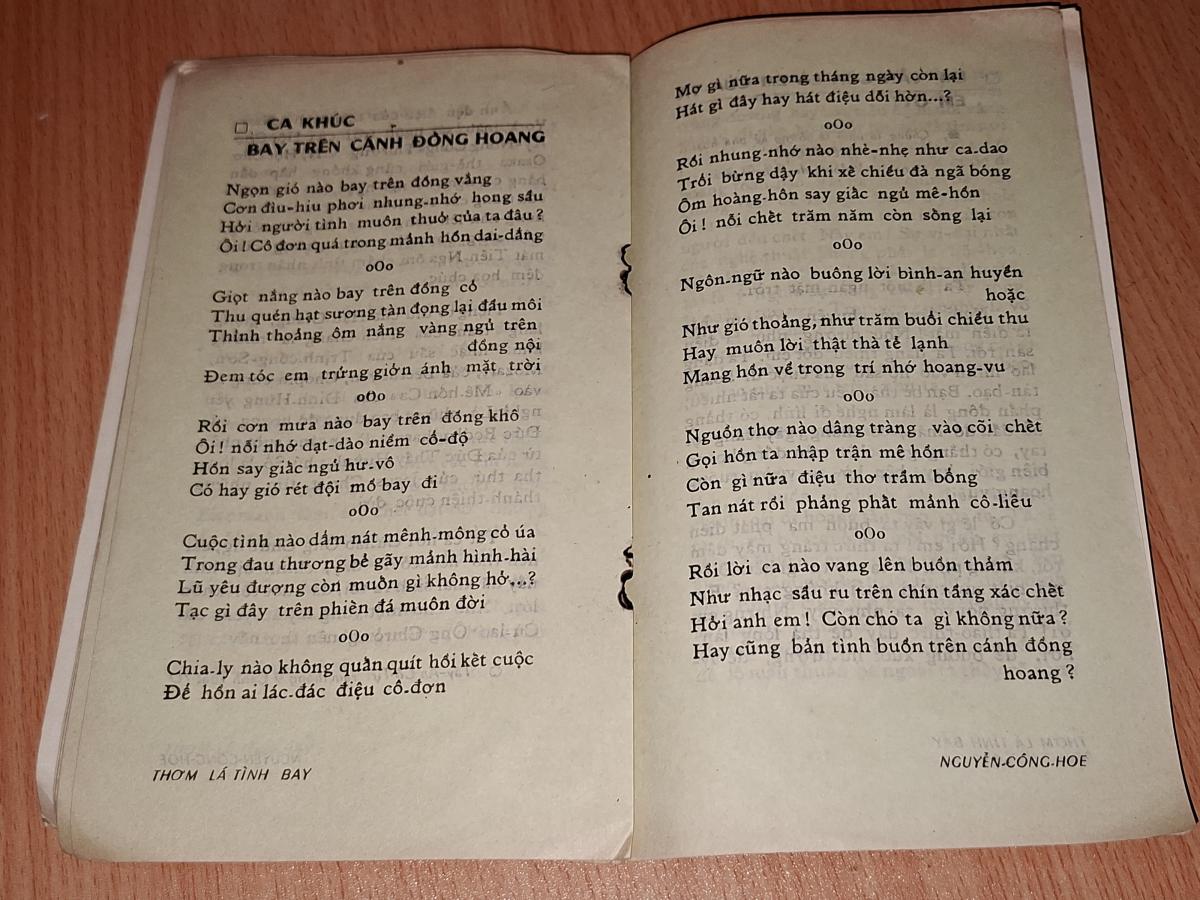 CA KHÚC
BAY TRÊN CÁNH ĐỒNG HOANG
Ngọn gió nào bay trên đồng vắng
Cơn đìu-hiu phơi nhung-nhớ hong sầu
Hởi người tình muôn thuở của ta đâu ?
Ôi ! Cô đơn quá trong mảnh hồn dai-dẳng
oOo
Giọt nắng nào bay trên đồng cỏ
Thu quén hạt sương tàn đọng lại đầu môi
Thỉnh thoảng ôm nắng vàng ngủ trên
đồng nội
Đem tóc em trứng giởn ánh mặt trời
oOo
Rồi cơn mưa nào bay trên đồng khô
Ôi ! nỗi nhớ dạt-dào niềm cố-độ
Hồn say giấc ngủ hư-vô
Có hay gió rét đội mồ bay đi
oOo
Cuộc tình nào dầm nát mênh-mông cỏ úa
Trong đau thương bẻ gãy mảnh hình-hài
Lũ yêu đượng còn muốn gì không hở,..?
Tạc gì đây trên phiên đá muôn đời
oOo
Chia-ly nào không quấn quít hồi kết cuộc
Để hồn ai lác-đác điệu cô-đơn
THƠM LÁ TÌNH BAY
Mơ gì nữa trong tháng ngày còn lại
Hát gì đây hay hát điệu dỗi hờn...?
oOo
Rồi nhung-nhớ nào nhè-nhẹ như ca-dao
Trổi bừng dậy khi xề chiều đà ngã bóng
Ôm hoàng-hôn say giấc ngủ mê-hồn
Ôi ! nỗi chết trăm năm còn sống lại
oOo
Ngôn-ngữ nào buông lời bình-an huyền
hoặc
Như gió thoảng, như trăm buổi chiều thu
Hay muôn lời thật thà tẻ lạnh
Mang hồn về trong trí nhớ hoang-vu
oOo
Nguồn thơ nào dâng tràng vào cõi chết
Gọi hồn ta nhập trận mê hồn
Còn gì nữa điệu thơ trầm bổng
Tan nát rồi phảng phất mảnh cô-liêu
oOo
Rồi lời ca nào vang lên buồn thảm
Như nhạc sầu ru trên chín tầng xác chết
Hởi anh em ! Còn cho ta gì không nữa ?
Hay cũng bản tình buồn trên cánh đồng
hoang ?
NGUYỄN-CÔNG-HOE